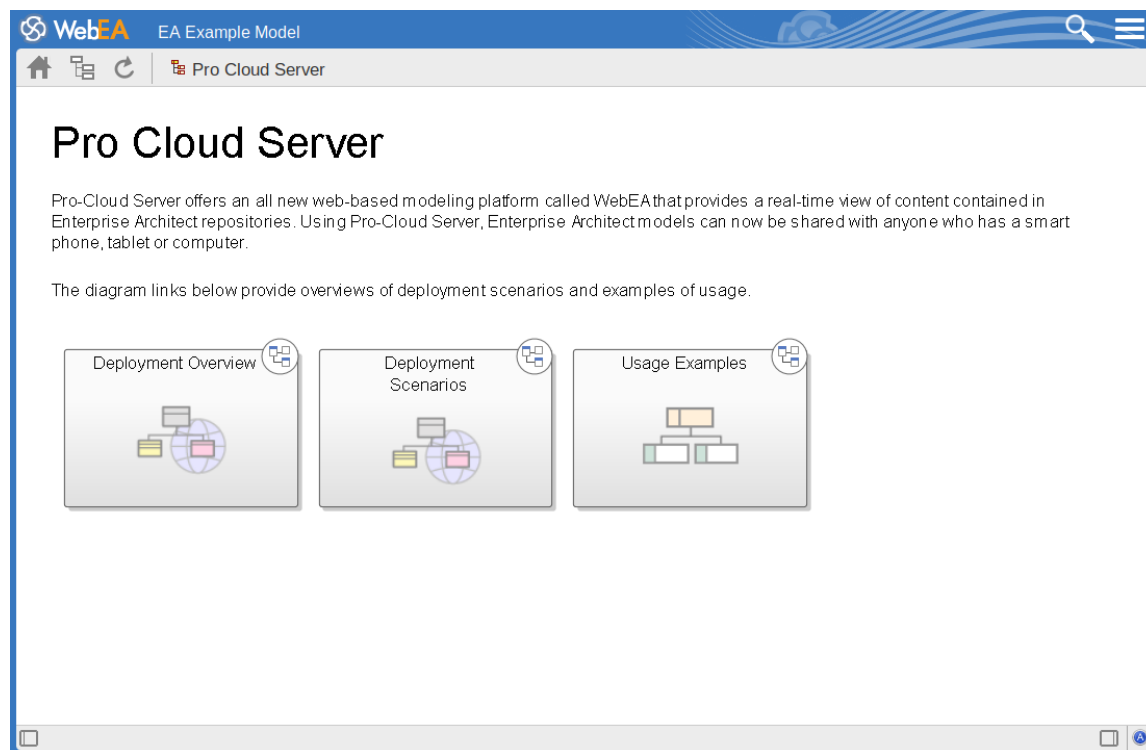 WebEA EA Example Model
Pro Cloud Server
Pro Cloud Server
Pro-Cloud Server offers an all new web-based modeling platform called WebEA that provides a real-time view of content contained in
Enterprise Architect repositories. Using Pro-Cloud Server, Enterprise Architect models can now be shared with anyone who has a smart
phone, tablet or computer.
The diagram links below provide overviews of deployment scenarios and examples of usage.
Deployment Overview
Deployment
Scenarios
Usage Examples
A